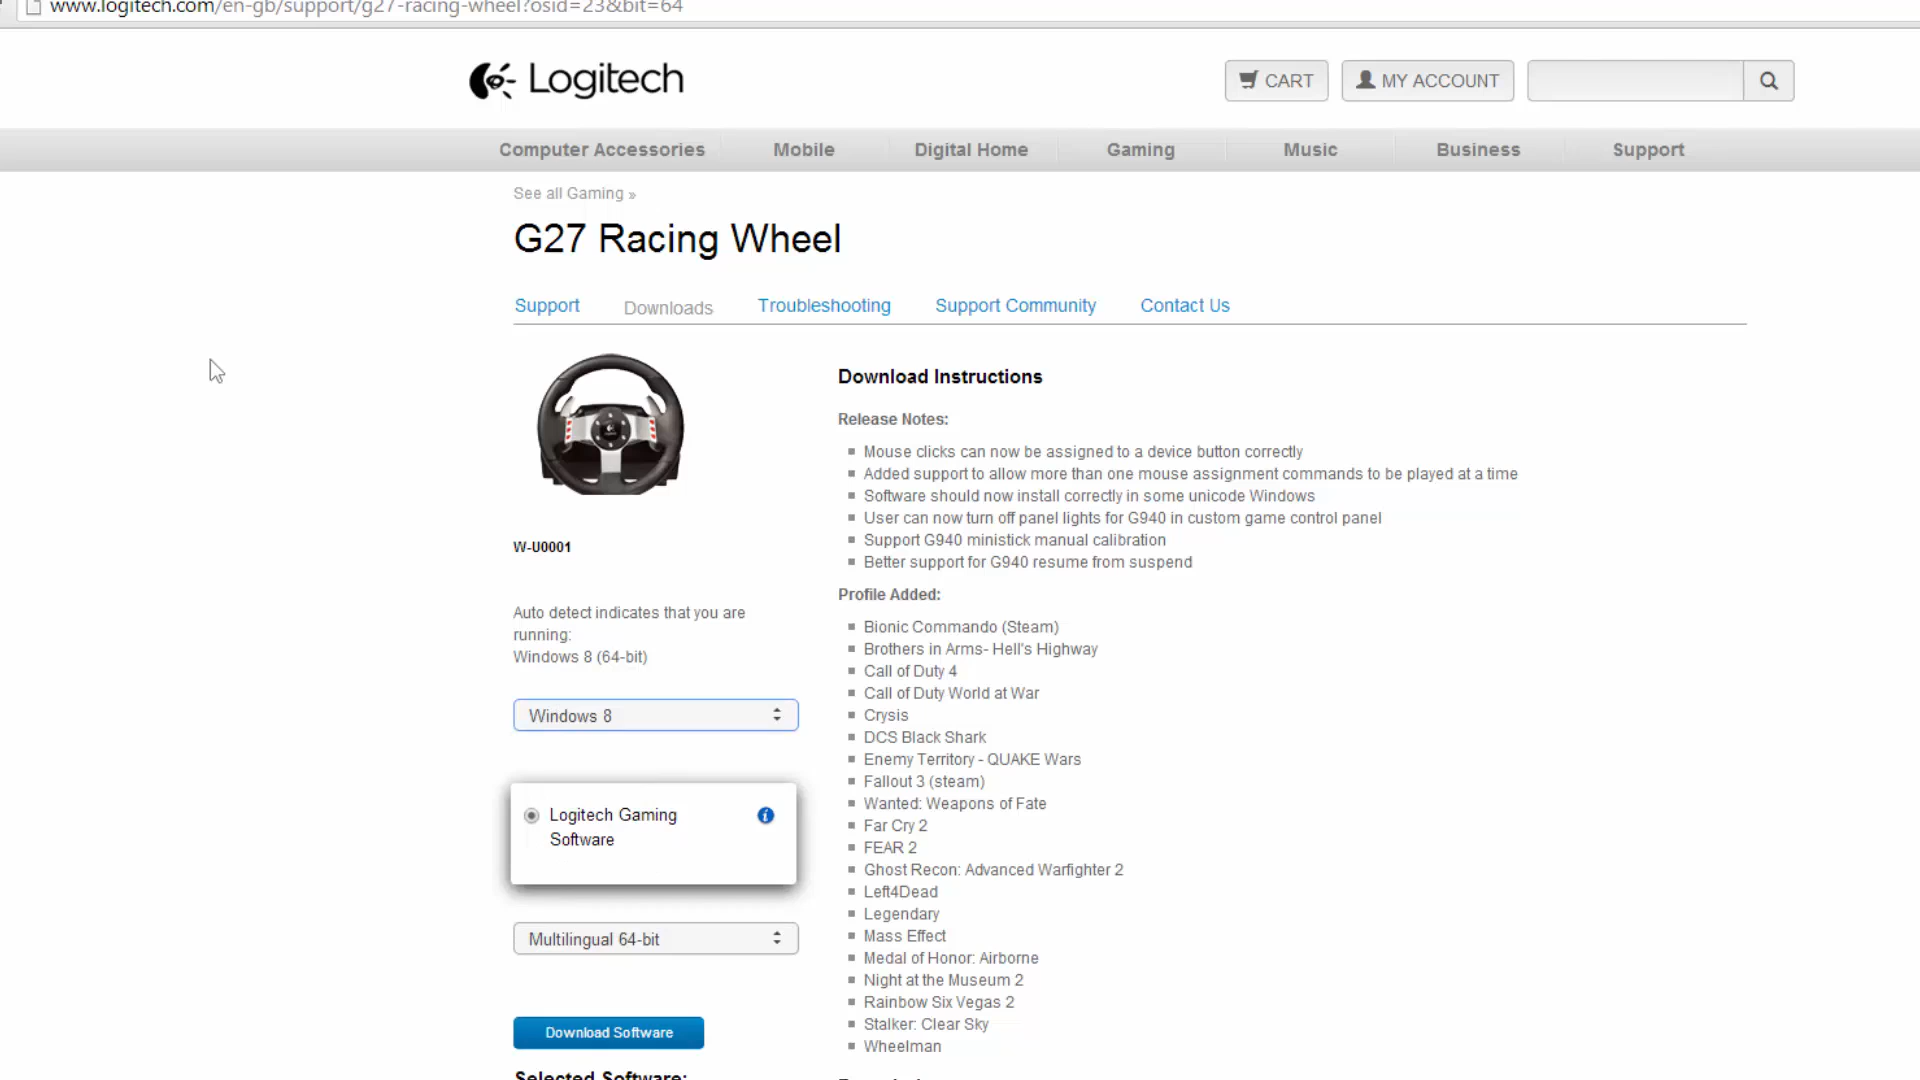 www.logitech.com/en-gb/support/g27-racing-wheel?osid=23&bit=64
Logitech
CART
MY ACCOUNT
Computer Accessories
Mobile
Digital Home
Gaming
Music
Business
Support
See all Gaming »
G27 Racing Wheel
Support
Downloads
Troubleshooting
Support Community
Contact Us
W-U0001
Auto detect indicates that you are
running:
Windows 8 (64-bit)
Windows 8
Logitech Gaming
Software
Multilingual 64-bit
Download Software
Selected Software:
Download Instructions
Release Notes:
Mouse clicks can now be assigned to a device button correctly
Added support to allow more than one mouse assignment commands to be played at a time
Software should now install correctly in some unicode Windows
User can now turn off panel lights for G940 in custom game control panel
Support G940 ministick manual calibration
Better support for G940 resume from suspend
Profile Added:
Bionic Commando (Steam)
Brothers in Arms- Hell's Highway
Call of Duty 4
Call of Duty World at War
Crysis
DCS Black Shark
Enemy Territory - QUAKE Wars
Fallout 3 (steam)
Wanted: Weapons of Fate
Far Cry 2
FEAR 2
Ghost Recon: Advanced Warfighter 2
Left4Dead
Legendary
Mass Effect
Medal of Honor: Airborne
Night at the Museum 2
Rainbow Six Vegas 2
Stalker: Clear Sky
Wheelman